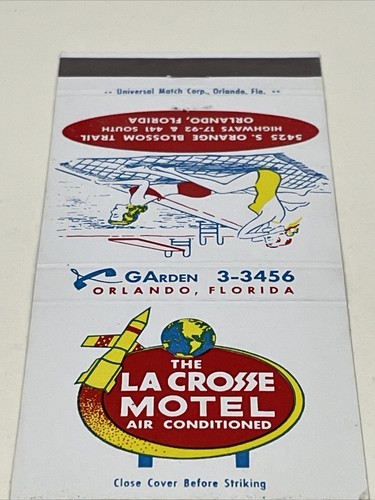 Universal Match Corp., Orlando, Fla.
5425 S. ORANGE BLOSSOM TRAIL
HIGHWAYS 17-92 & 441 SOUTH
ORLANDO, FLORIDA
GARDEN 3-3456
ORLANDO, FLORIDA
THE
LA CROSSE
MOTEL
AIR CONDITIONED
Close Cover Before Striking